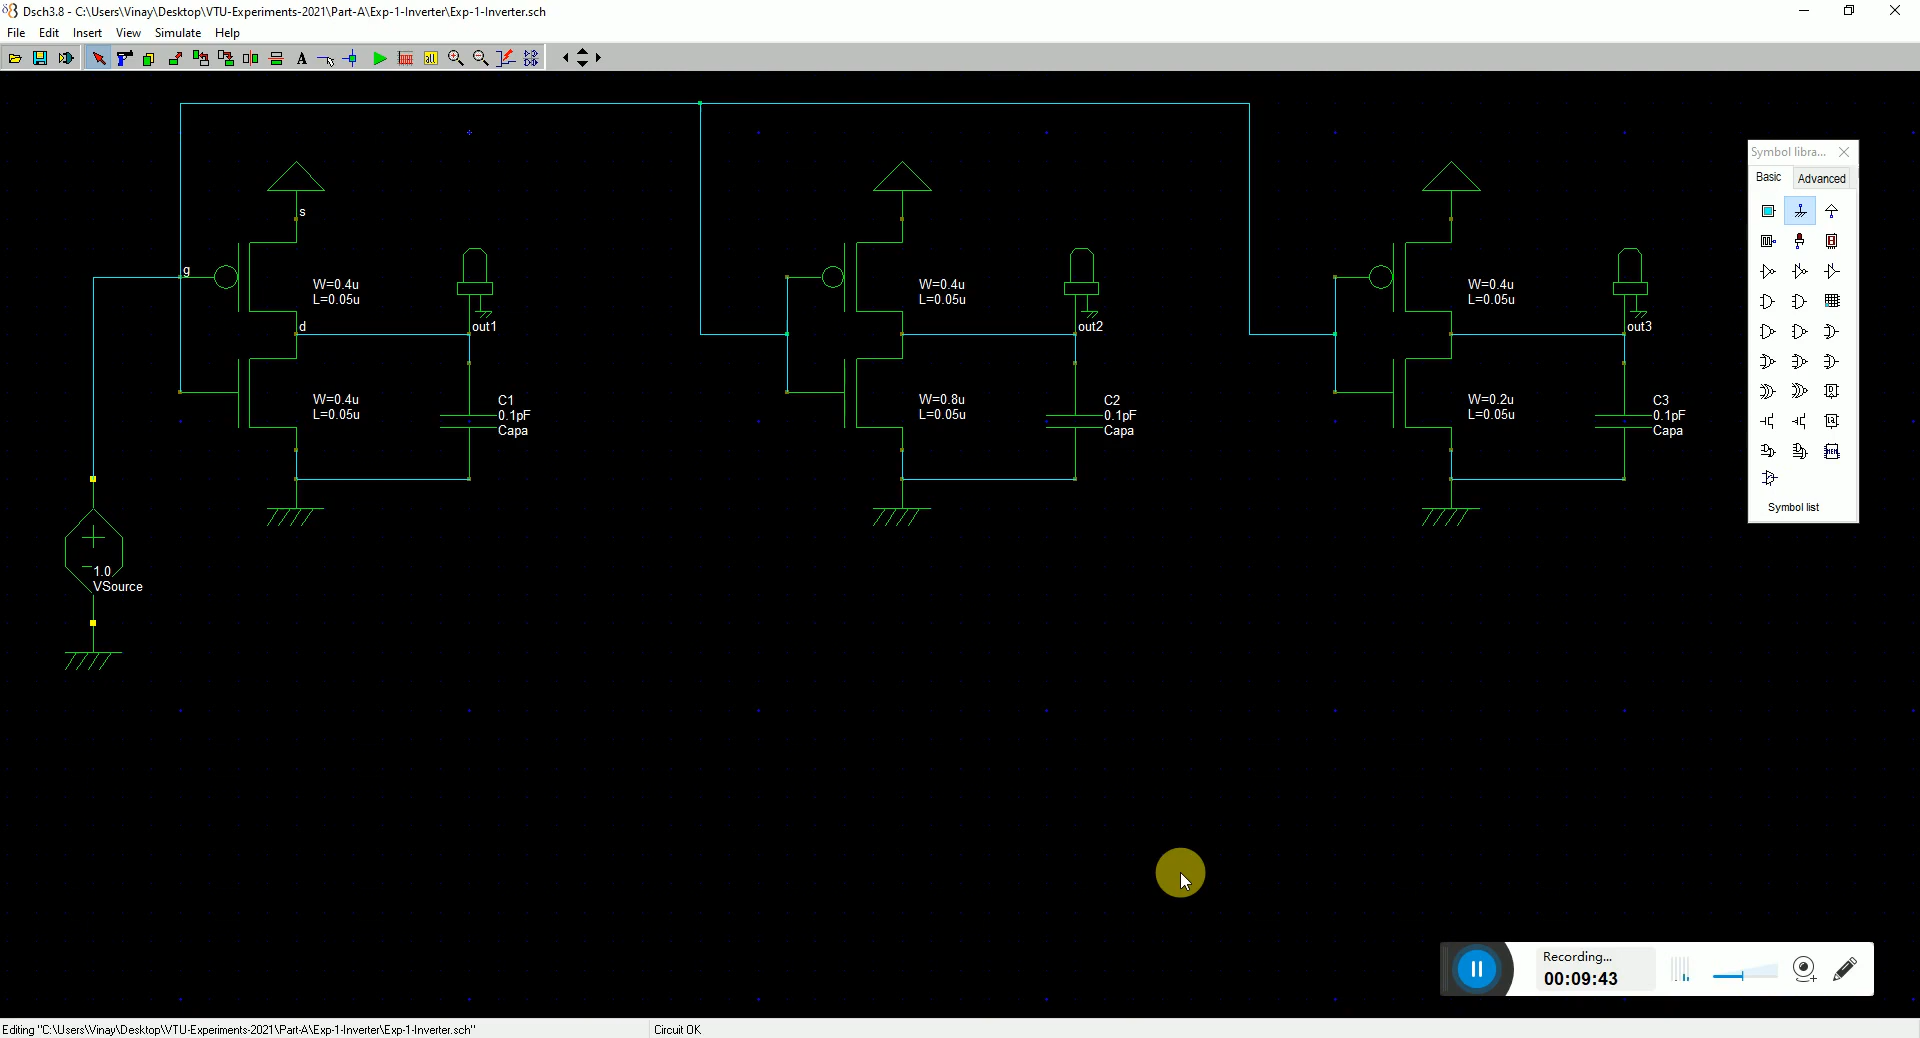 Dsch3.8 - C:\Users\Vinay\Desktop\VTU-Experiments-2021\Part-A\Exp-1-Inverter\Exp-1-Inverter.sch
File Edit Insert View Simulate Help
A
all
Symbol libra...
Basic Advanced
s
g
W=0.4u
L=0.05u
W=0.4u
L=0.05u
W=0.4u
L=0.05u
d
out1
out2
out3
W=0.4u
L=0.05u
C1
0.1pF
Capa
W=0.8u
L=0.05u
C2
0.1pF
Capa
W=0.2u
L=0.05u
C3
0.1pF
Capa
Symbol list
+
1.0
VSource
Recording...
00:09:43
Editing "C:\Users\Vinay\Desktop\VTU-Experiments-2021\Part-A\Exp-1-Inverter\Exp-1-Inverter.sch"
Circuit OK